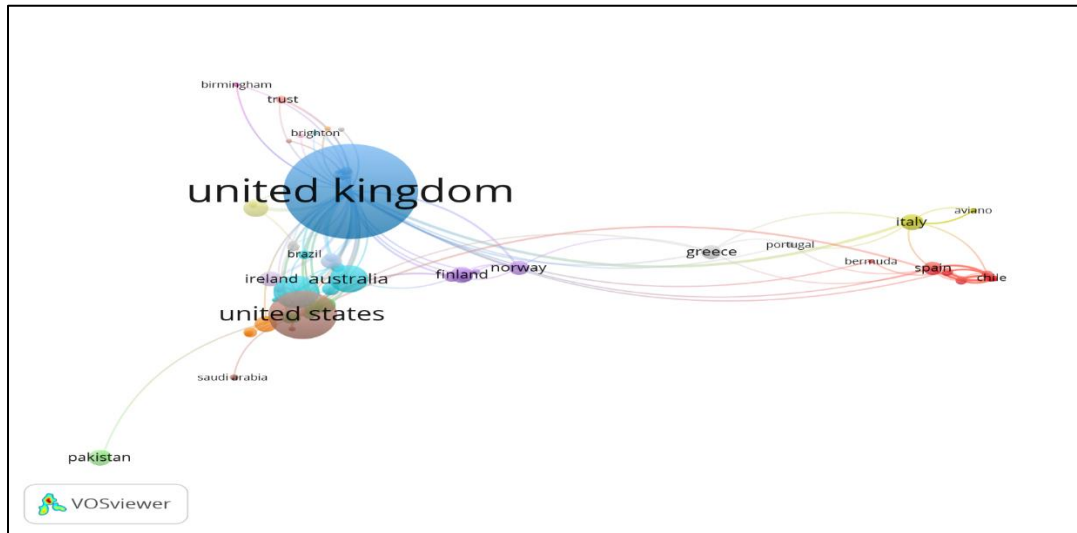 birmingham
trust
brighton
united kingdom
aviano
italy
brazil
portugal
greece
bermuda
norway
spain
finland
ireland
australia
chile
united states
saudi arabia
pakistan
VOSviewer